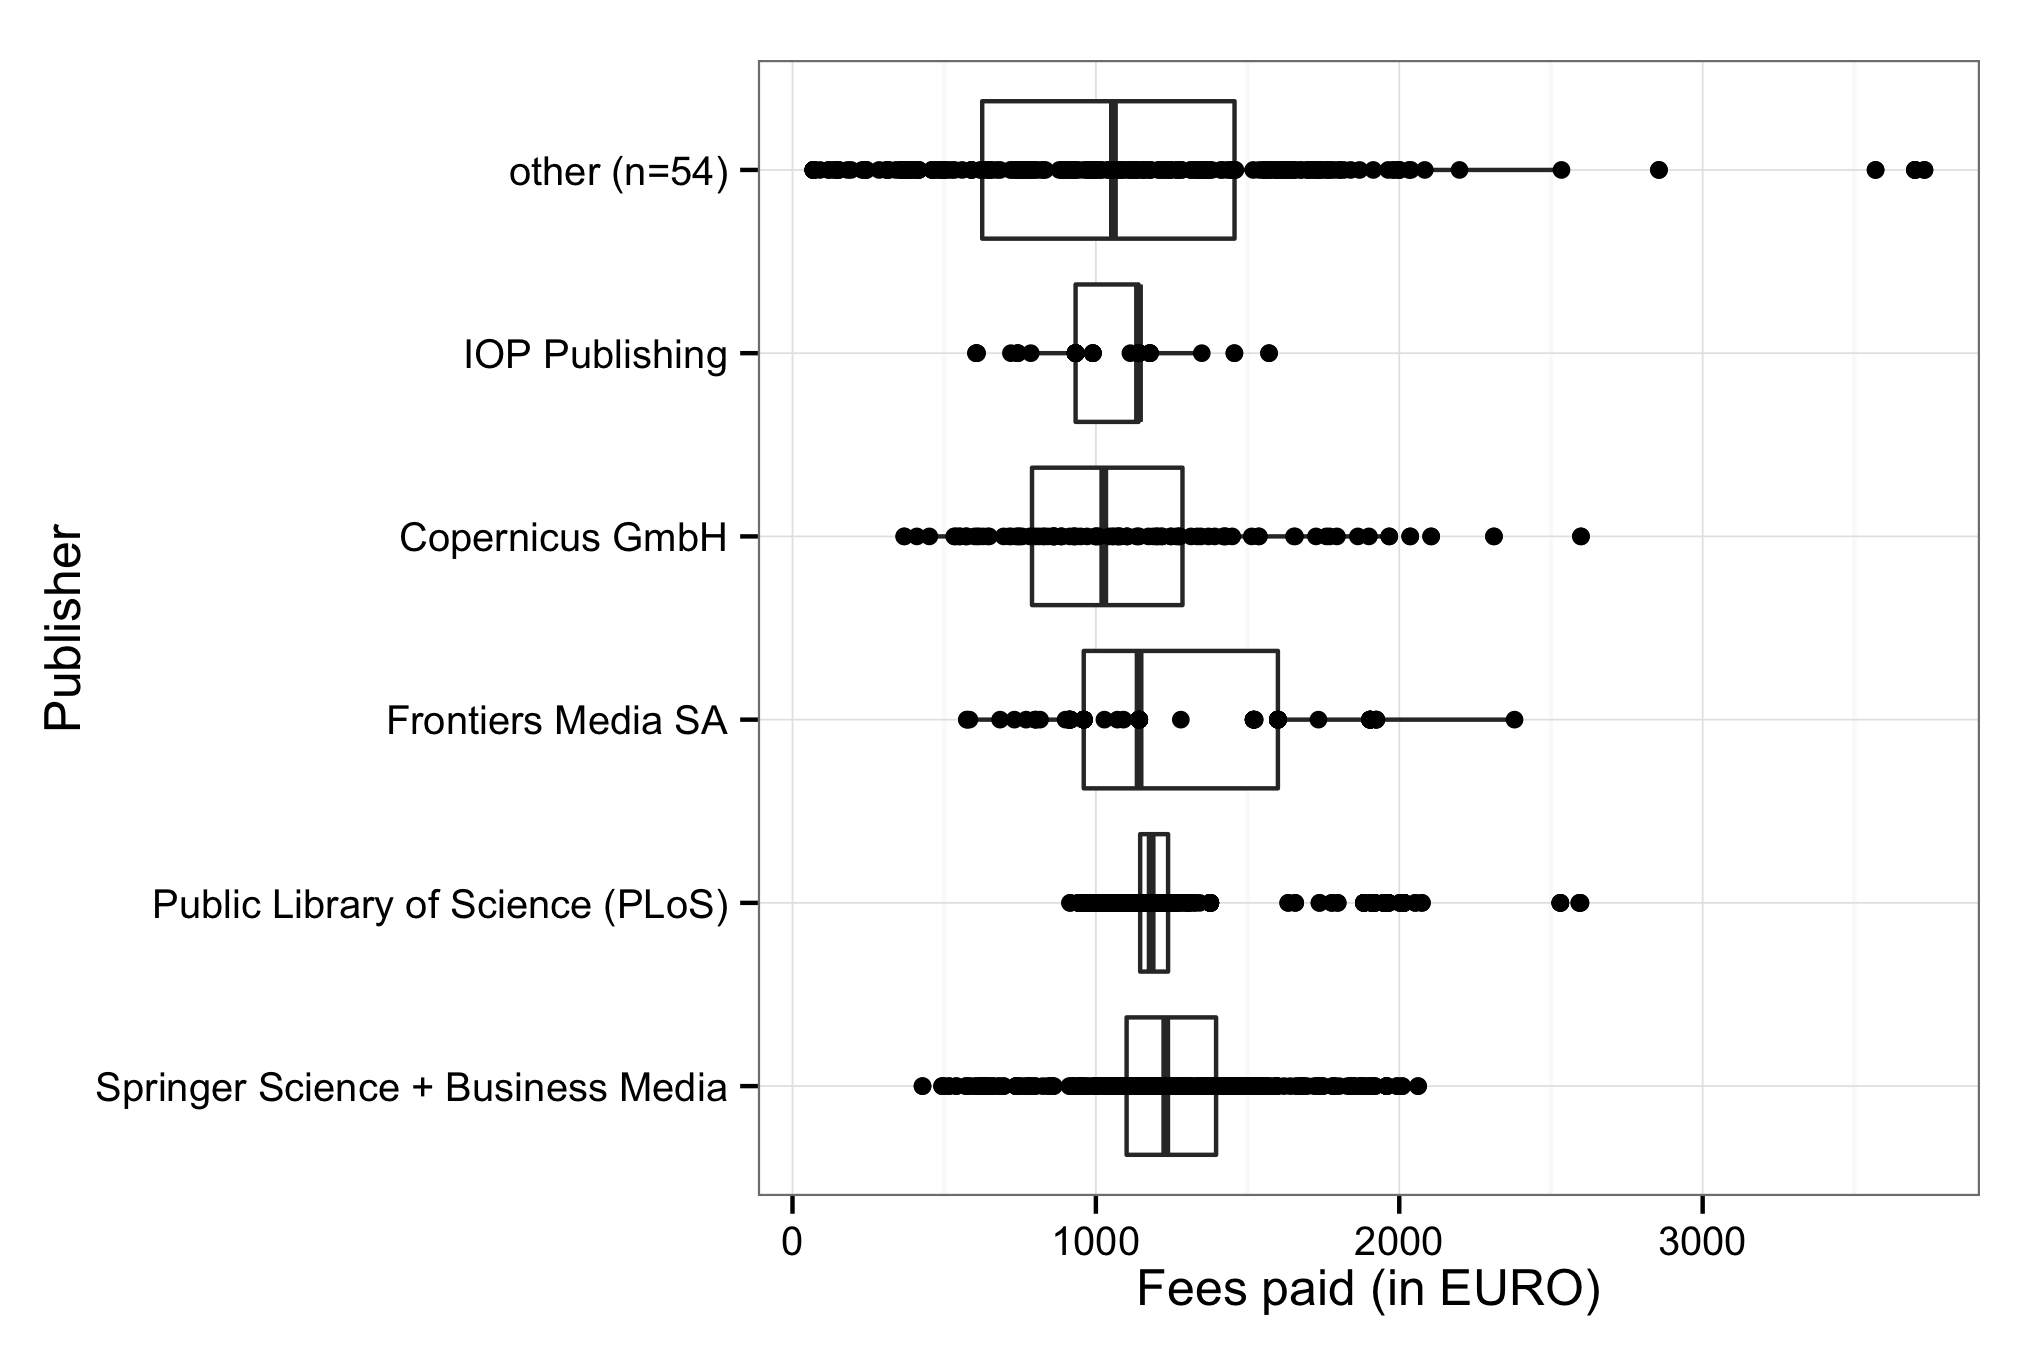 Publisher
other (n=54)
IOP Publishing
Copernicus GmbH
Frontiers Media SA
Public Library of Science (PLoS)
Springer Science + Business Media
0 1000 2000 3000
Fees paid (in EURO)